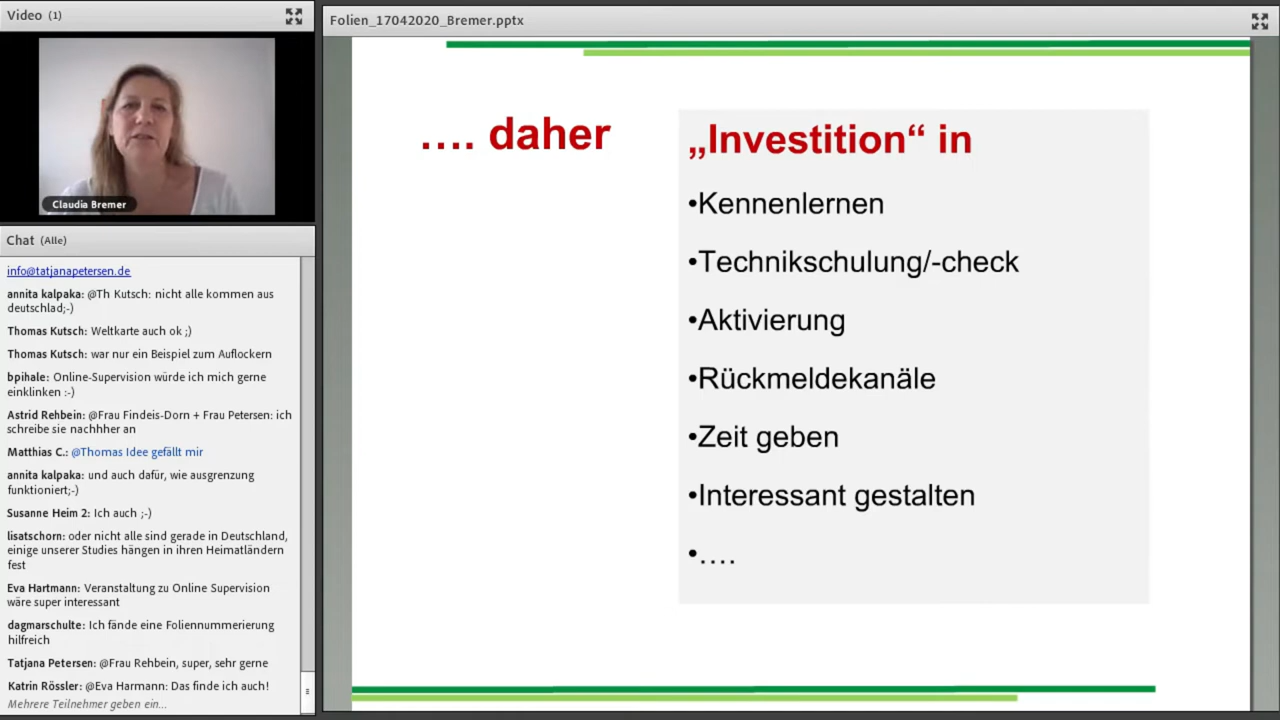 Video (1)
Claudia Bremer
Chat (Alle)
info@tatjanapetersen.de
annita kalpaka: @Th Kutsch: nicht alle kommen aus
deutschlad;-)
Thomas Kutsch: Weltkarte auch ok ;)
Thomas Kutsch: war nur ein Beispiel zum Auflockern
bpihale: Online-Supervision würde ich mich gerne
einklinken :-)
Astrid Rehbein: @Frau Findeis-Dorn + Frau Petersen: ich
schreibe sie nachhher an
Matthias C.: @Thomas Idee gefällt mir
annita kalpaka: und auch dafür, wie ausgrenzung
funktioniert;-)
Susanne Heim 2: Ich auch ;-)
lisatschorn: oder nicht alle sind gerade in Deutschland,
einige unserer Studies hängen in ihren Heimatländern
fest
Eva Hartmann: Veranstaltung zu Online Supervision
wäre super interessant
dagmarschulte: Ich fände eine Foliennummerierung
hilfreich
Tatjana Petersen: @Frau Rehbein, super, sehr gerne
Katrin Rössler: @Eva Harmann: Das finde ich auch!
Mehrere Teilnehmer geben ein...
Folien_17042020_Bremer.pptx
.... daher
„Investition“ in
•Kennenlernen
•Technikschulung/-check
•Aktivierung
•Rückmeldekanäle
•Zeit geben
•Interessant gestalten
•....